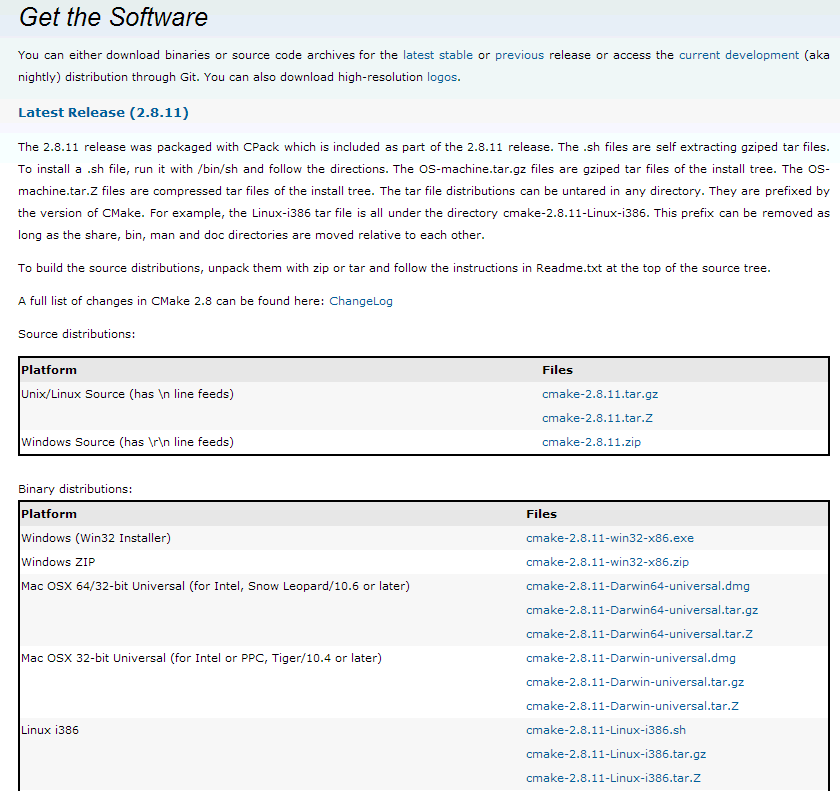 Get the Software
You can either download binaries or source code archives for the latest stable or previous release or access the current development (aka
nightly) distribution through Git. You can also download high-resolution logos.
Latest Release (2.8.11)
The 2.8.11 release was packaged with CPack which is included as part of the 2.8.11 release. The .sh files are self extracting gziped tar files.
To install a .sh file, run it with /bin/sh and follow the directions. The OS-machine.tar.gz files are gziped tar files of the install tree. The OS-
machine.tar.Z files are compressed tar files of the install tree. The tar file distributions can be untared in any directory. They are prefixed by
the version of CMake. For example, the Linux-i386 tar file is all under the directory cmake-2.8.11-Linux-i386. This prefix can be removed as
long as the share, bin, man and doc directories are moved relative to each other.
To build the source distributions, unpack them with zip or tar and follow the instructions in Readme.txt at the top of the source tree.
A full list of changes in CMake 2.8 can be found here: ChangeLog
Source distributions:
Platform Files
Unix/Linux Source (has \n line feeds) cmake-2.8.11.tar.gz
cmake-2.8.11.tar.Z
Windows Source (has \r\n line feeds) cmake-2.8.11.zip
Binary distributions:
Platform Files
Windows (Win32 Installer) cmake-2.8.11-win32-x86.exe
Windows ZIP cmake-2.8.11-win32-x86.zip
Mac OSX 64/32-bit Universal (for Intel, Snow Leopard/10.6 or later) cmake-2.8.11-Darwin64-universal.dmg
cmake-2.8.11-Darwin64-universal.tar.gz
cmake-2.8.11-Darwin64-universal.tar.Z
Mac OSX 32-bit Universal (for Intel or PPC, Tiger/10.4 or later) cmake-2.8.11-Darwin-universal.dmg
cmake-2.8.11-Darwin-universal.tar.gz
cmake-2.8.11-Darwin-universal.tar.Z
Linux i386 cmake-2.8.11-Linux-i386.sh
cmake-2.8.11-Linux-i386.tar.gz
cmake-2.8.11-Linux-i386.tar.Z